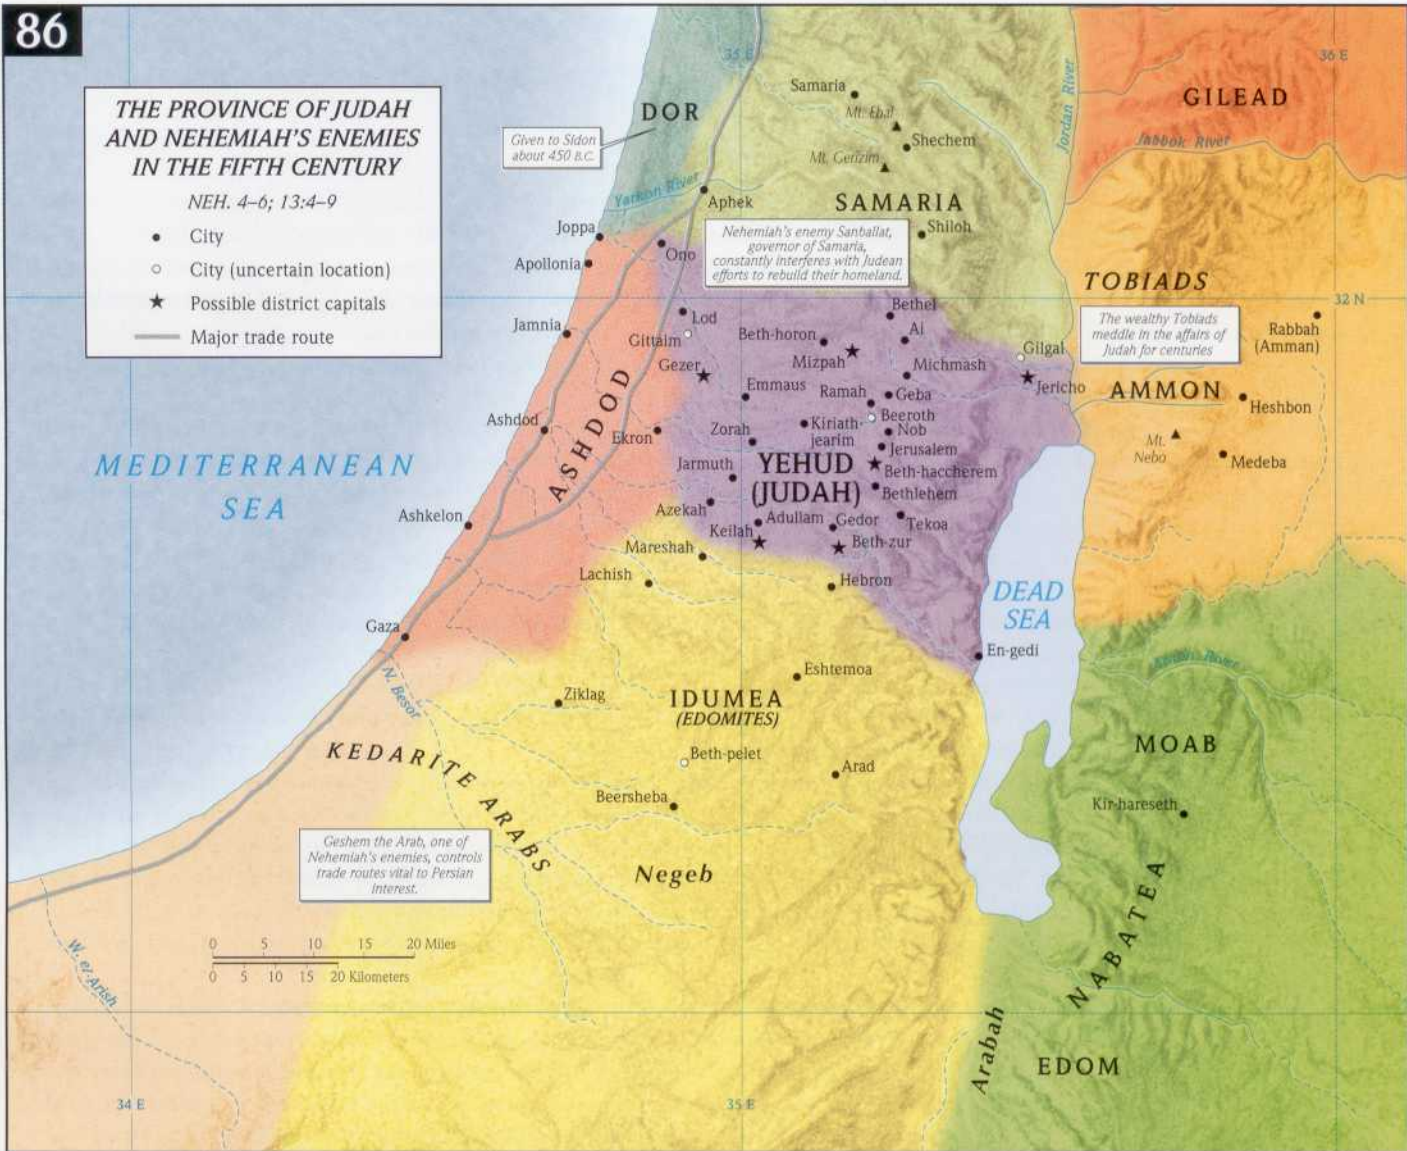 86
THE PROVINCE OF JUDAH
AND NEHEMIAH'S ENEMIES
IN THE FIFTH CENTURY
NEH. 4–6; 13:4–9
City
City (uncertain location)
Possible district capitals
Major trade route
35 E
36 E
DOR
Given to Sidon
about 450 B.C.
Samaria
Mt. Ebal
Shechem
Mt. Gerizim
Jordan River
GILEAD
Jabbok River
Yarkon River
Aphek
SAMARIA
Shiloh
Joppa
Ono
Nehemiah's enemy Sanballat,
governor of Samaria,
constantly interferes with Judean
efforts to rebuild their homeland.
Apollonia
TOBIADS
32 N
The wealthy Tobiads
meddle in the affairs of
Judah for centuries
Rabbah
(Amman)
Jamnia
Lod
Gittaim
Gezer
Beth-horon
Mizpah
Bethel
Ai
Michmash
Gilgal
Jericho
AMMON
Heshbon
Mt.
Nebo
Medeba
Emmaus
Ramah
Geba
Beeroth
Nob
Kiriath-
jearim
Jerusalem
Beth-haccherem
Bethlehem
Ashdod
ASHDOD
Ekron
Zorah
Jarmuth
YEHUD
(JUDAH)
MEDITERRANEAN
SEA
Ashkelon
Azekah
Adullam
Gedor
Tekoa
Keilah
Beth-zur
Mareshah
Lachish
Hebron
DEAD
SEA
Gaza
En-gedi
Arnon River
N. Besor
Ziklag
Eshtemoa
IDUMEA
(EDOMITES)
KEDARITE ARABS
Beth-pelet
Arad
Beersheba
MOAB
Kir-hareseth
Geshem the Arab, one of
Nehemiah's enemies, controls
trade routes vital to Persian
interest.
Negeb
NABATEA
0 5 10 15 20 Miles
0 5 10 15 20 Kilometers
W. el-Arish
Arabah
EDOM
34 E
35 E